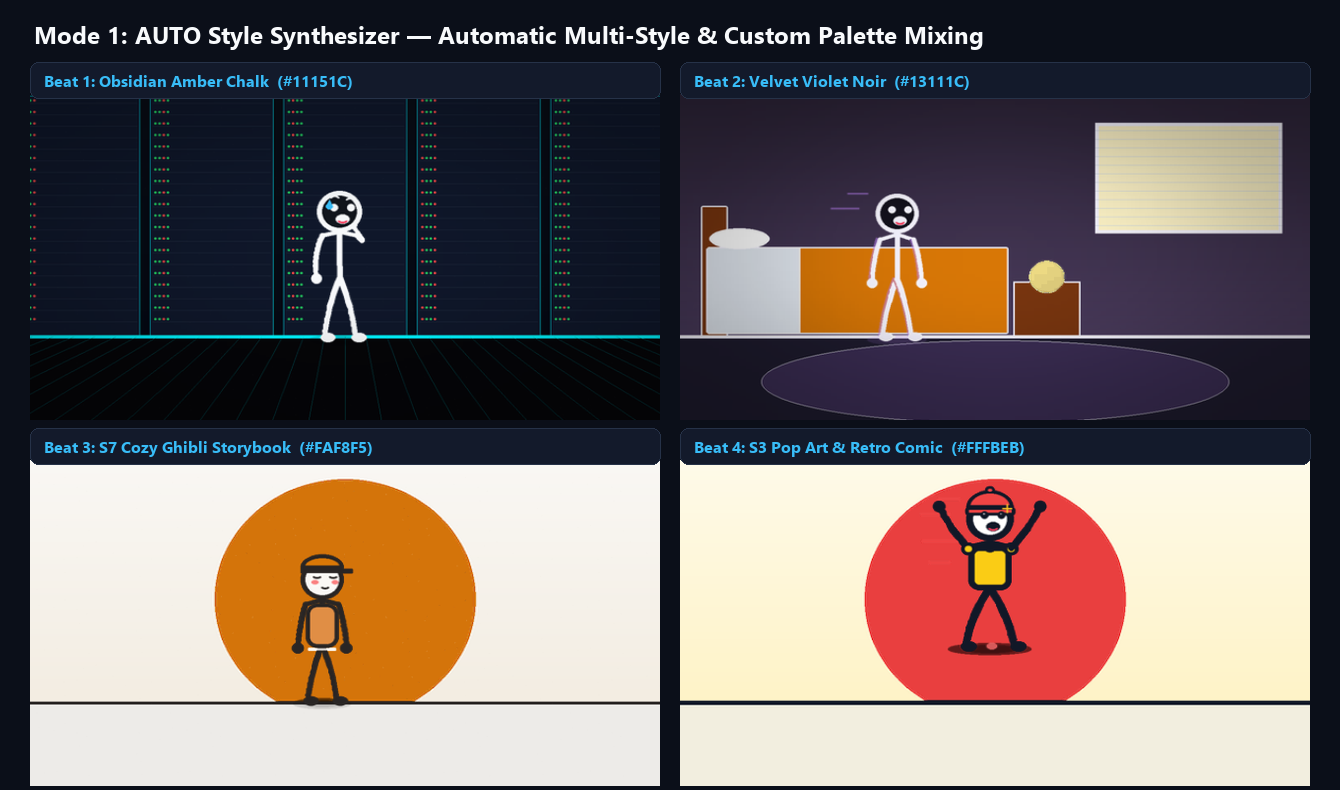 Mode 1: AUTO Style Synthesizer — Automatic Multi-Style & Custom Palette Mixing
Beat 1: Obsidian Amber Chalk (#11151C)
Beat 2: Velvet Violet Noir (#13111C)
Beat 3: S7 Cozy Ghibli Storybook (#FAF8F5)
Beat 4: S3 Pop Art & Retro Comic (#FFFBEB)